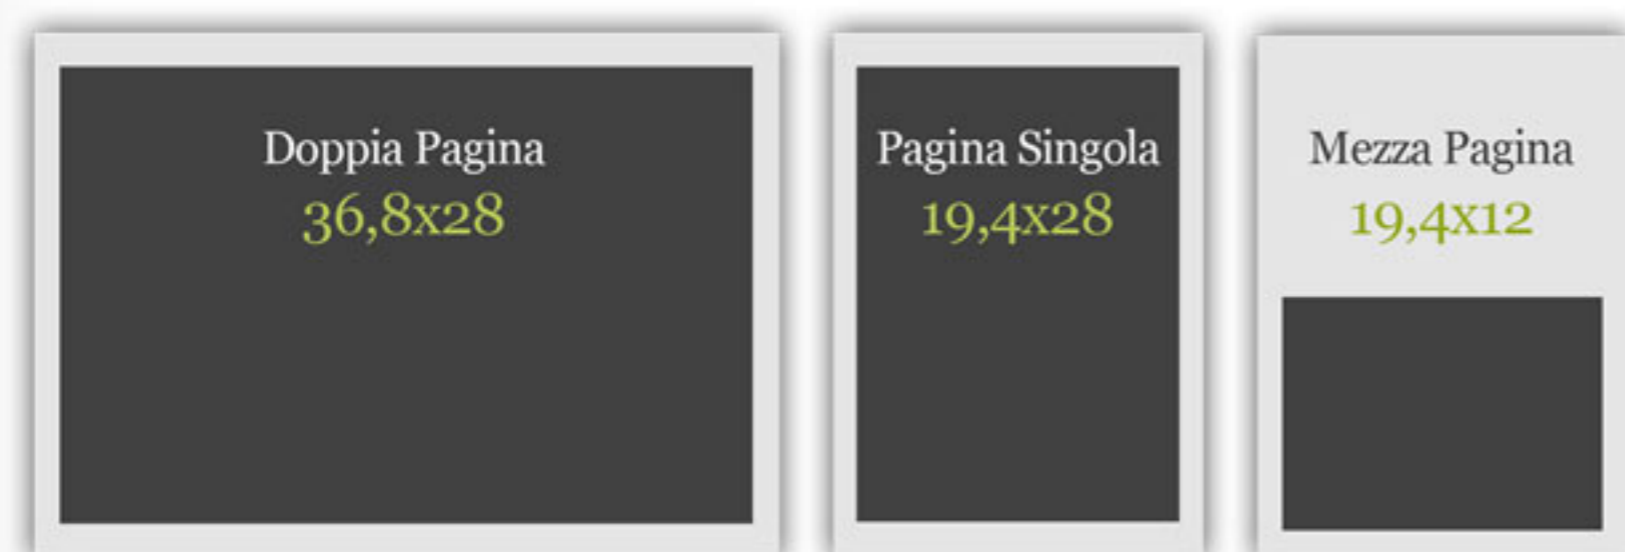 Doppia Pagina
36,8x28
Pagina Singola
19,4x28
Mezza Pagina
19,4x12